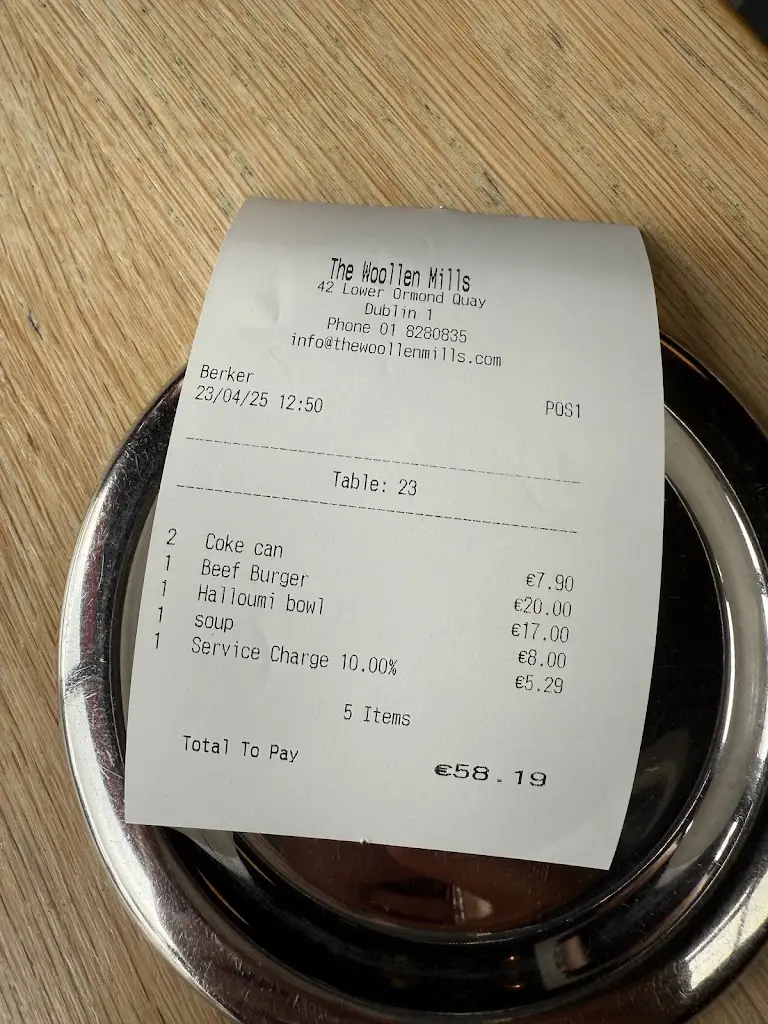 The Woollen Mills
42 Lower Ormond Quay
Dublin 1
Phone 01 8280835
info@thewoollenmills.com
Berker
23/04/25 12:50 POS1
Table: 23
2 Coke can €7.90
1 Beef Burger €20.00
1 Halloumi bowl €17.00
1 soup €8.00
1 Service Charge 10.00% €5.29
5 Items
Total To Pay €58.19